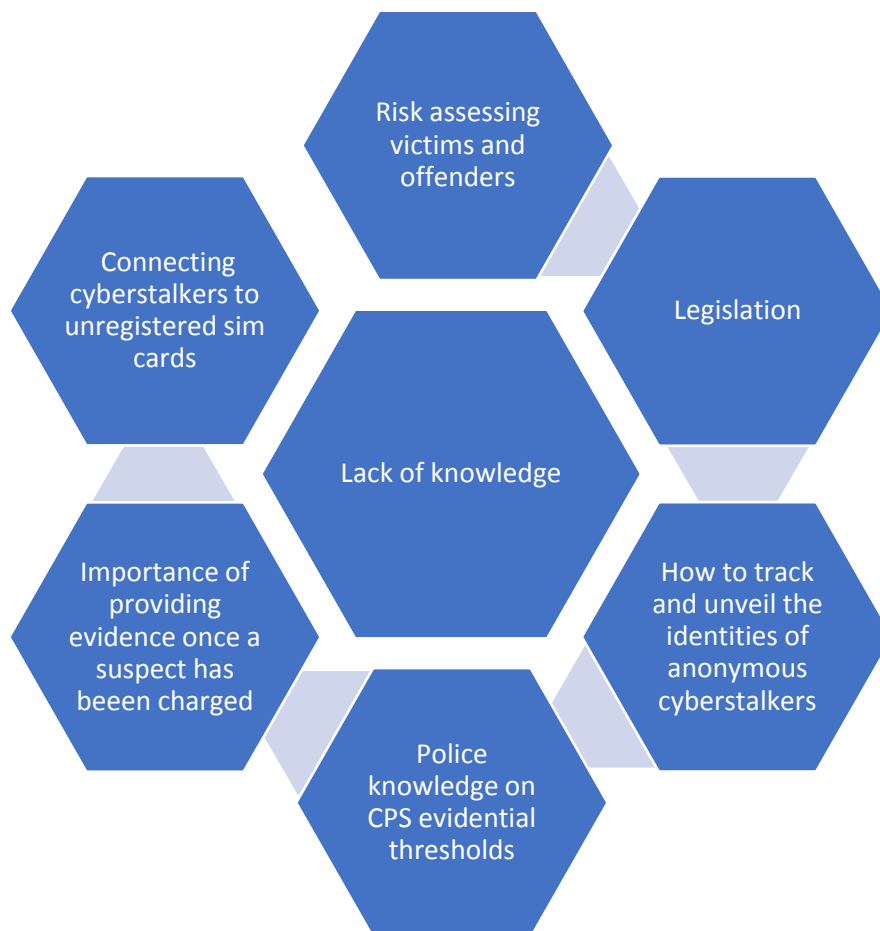 Risk assessing
victims and
offenders
Legislation
How to track
and unveil the
identities of
anonymous
cyberstalkers
Police
knowledge on
CPS evidential
thresholds
Importance of
providing
evidence once a
suspect has
beeen charged
Connecting
cyberstalkers to
unregistered sim
cards
Lack of knowledge